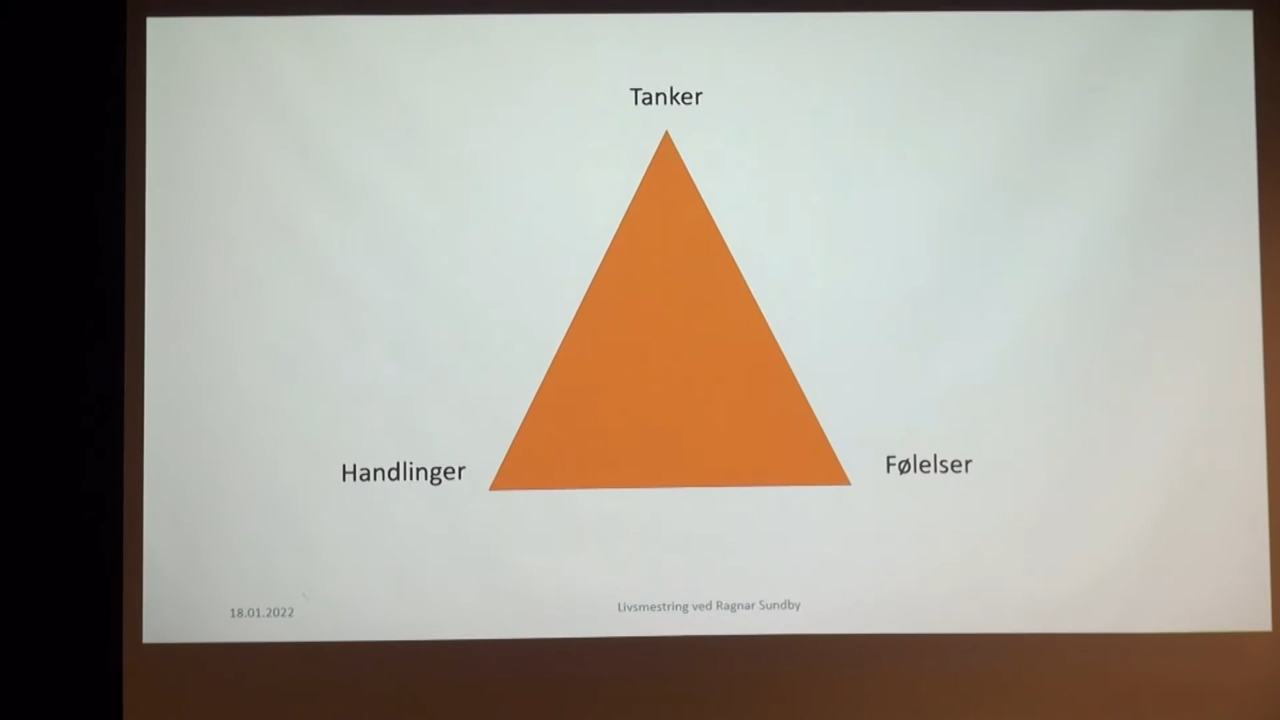 Tanker
Handlinger
Følelser
18.01.2022
Livsmestring ved Ragnar Sundby